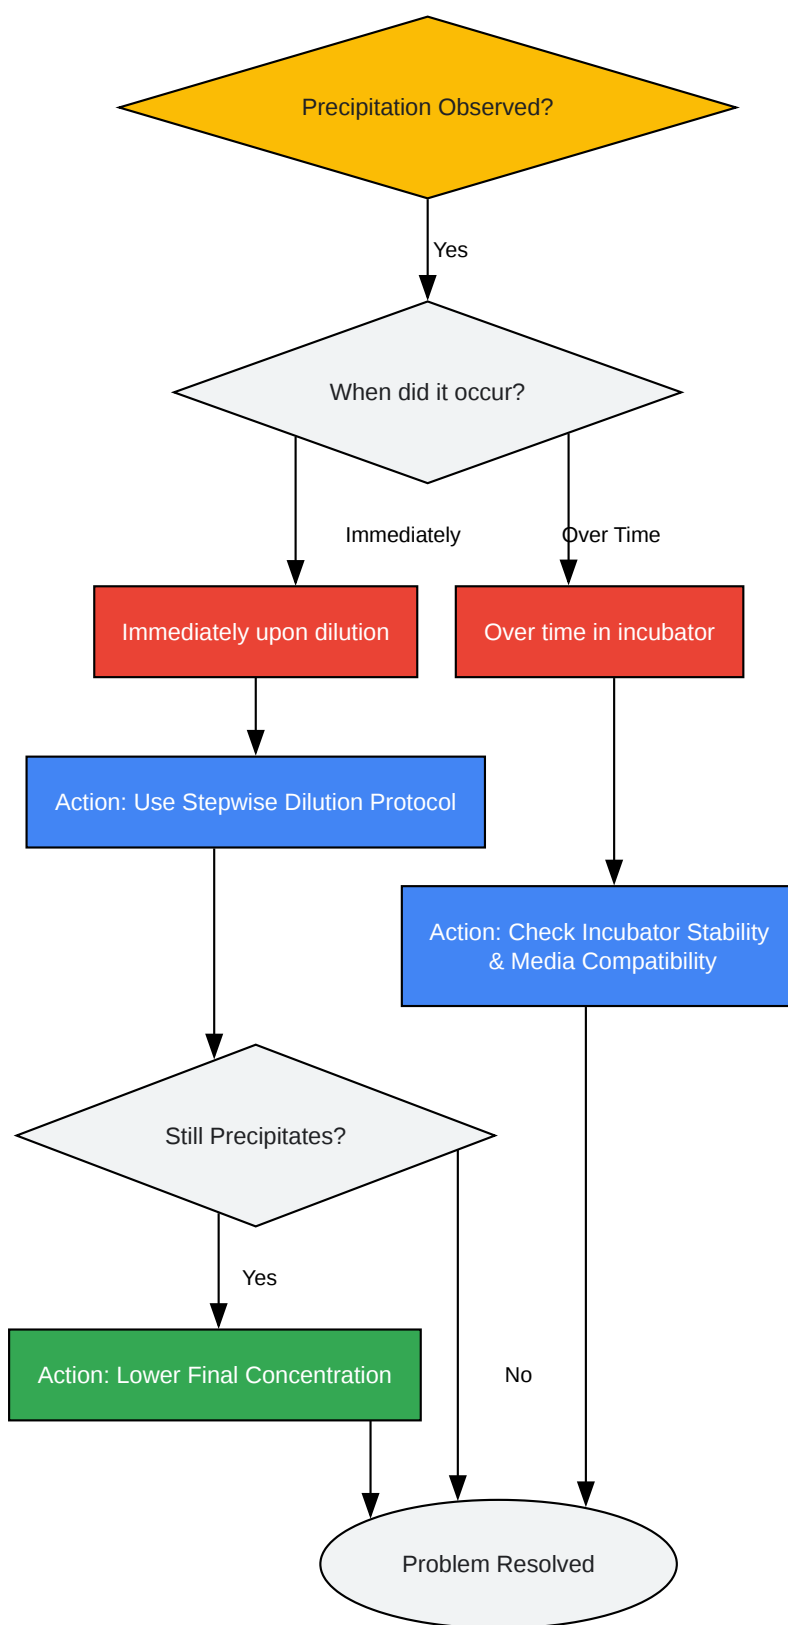 Precipitation Observed?
Yes
When did it occur?
Immediately
Over Time
Immediately upon dilution
Over time in incubator
Action: Use Stepwise Dilution Protocol
Action: Check Incubator Stability
& Media Compatibility
Still Precipitates?
Yes
Action: Lower Final Concentration
No
Problem Resolved